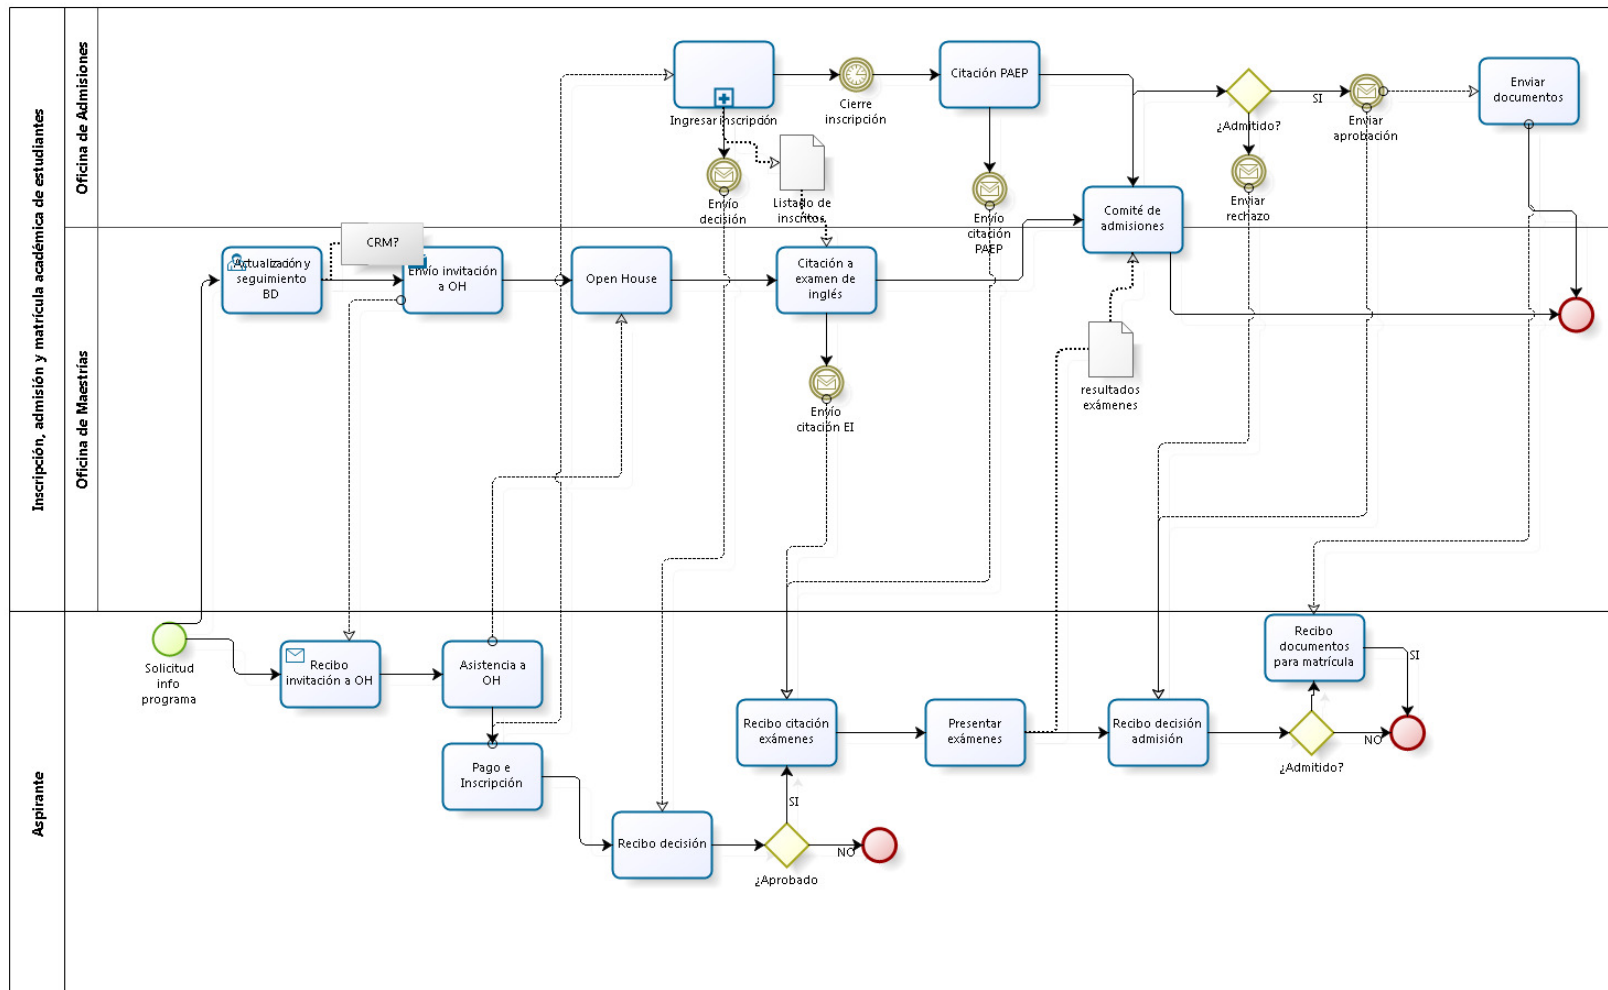 Inscripción, admisión y matrícula académica de estudiantes
Oficina de Admisiones
Ingresar inscripción
Cierre
inscripción
Citación PAEP
¿Admitido?
SI
Enviar
aprobación
Enviar
documentos
Envío
decisión
Listado de
inscritos
Envío
citación
PAEP
Enviar
rechazo
Comité de
admisiones
Oficina de Maestrías
Actualización y
seguimiento
BD
CRM?
Envío invitación
a OH
Open House
Citación a
examen de
inglés
Envío
citación EI
resultados
exámenes
Aspirante
Solicitud
info
programa
Recibo
invitación a OH
Asistencia a
OH
Pago e
Inscripción
Recibo decisión
¿Aprobado
SI
NO
Recibo citación
exámenes
Presentar
exámenes
Recibo decisión
admisión
¿Admitido?
NO
Recibo
documentos
para matrícula
SI